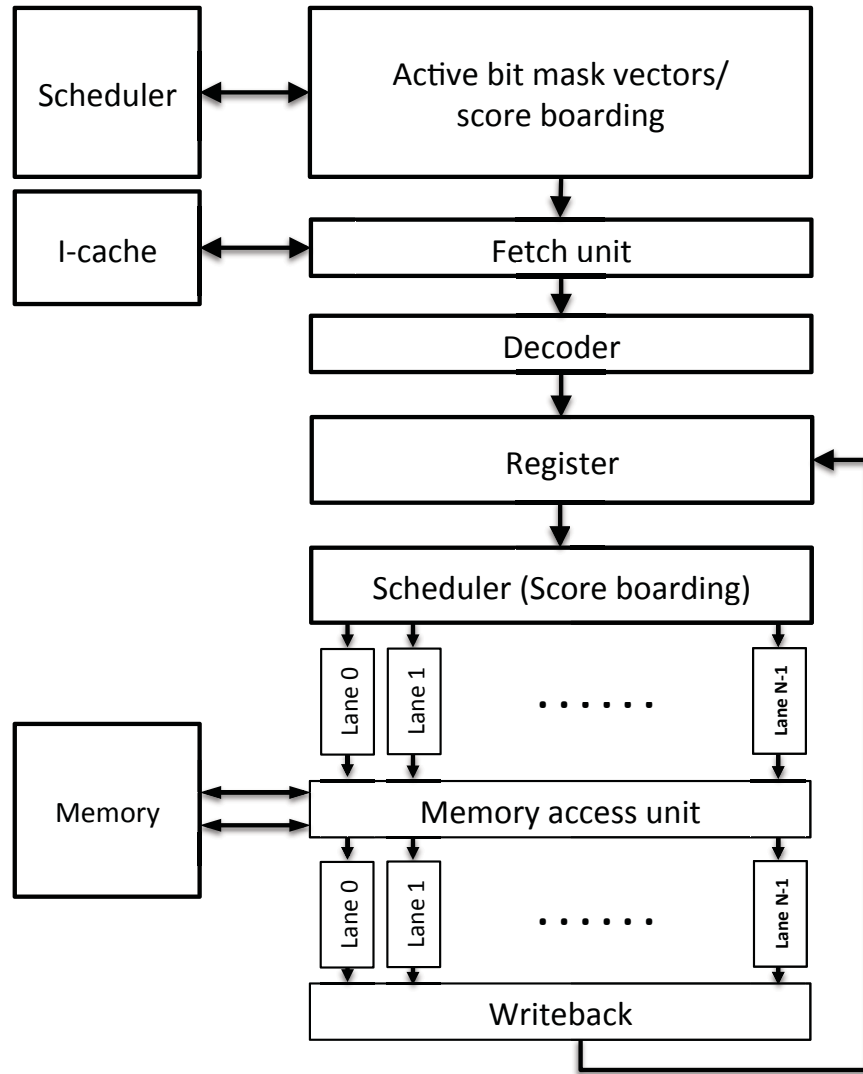 Scheduler
Active bit mask vectors/
score boarding
I-cache
Fetch unit
Decoder
Register
Scheduler (Score boarding)
Lane 0
Lane 1
. . . . . .
Lane N-1
Memory
Memory access unit
Lane 0
Lane 1
. . . . . .
Lane N-1
Writeback